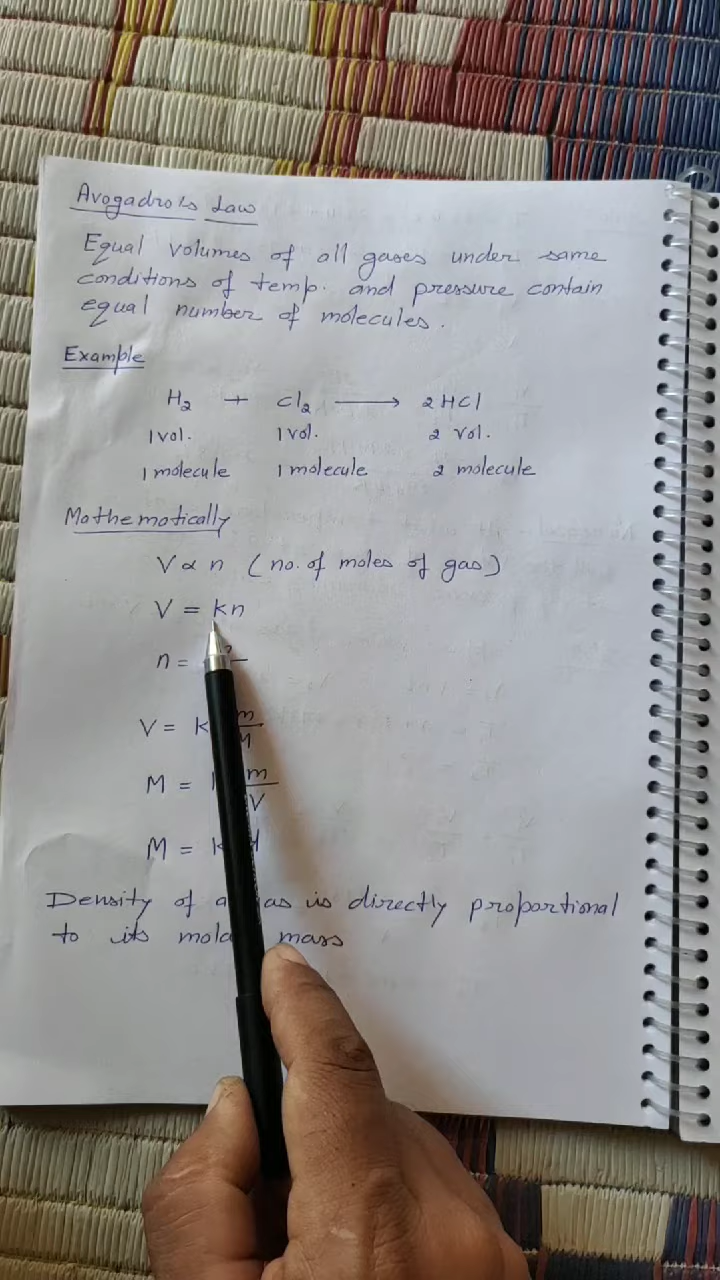 Avogadro's Law
Equal volumes of all gases under same
conditions of temp. and pressure contain
equal number of molecules.
Example
H₂ + Cl₂ ⟶ 2HCl
1 vol. 1 vol. 2 vol.
1 molecule 1 molecule 2 molecule
Mathematically
V ∝ n (no. of moles of gas)
V = kn
n =
V = k m/M
M = m/V
M = k d
Density of a gas is directly proportional
to its molar mass